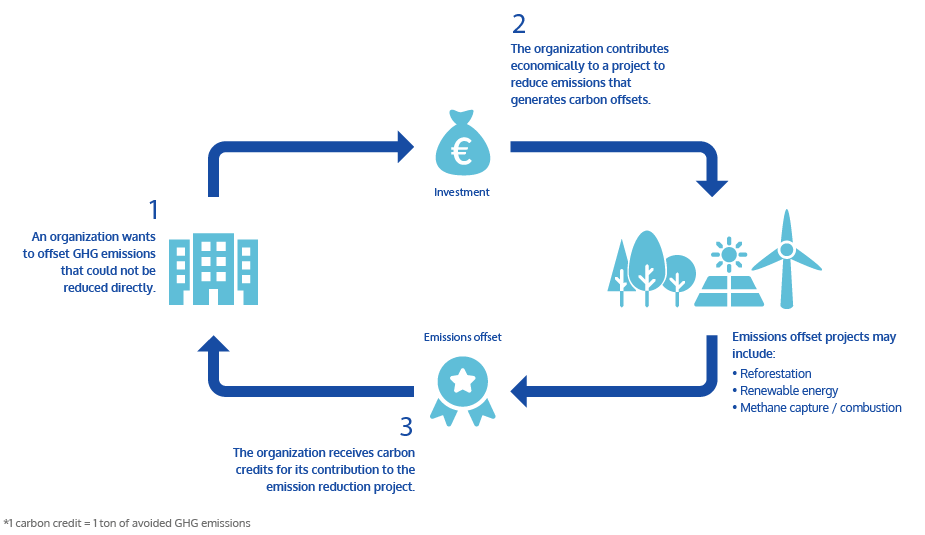 2
The organization contributes
economically to a project to
reduce emissions that
generates carbon offsets.
€
Investment
1
An organization wants
to offset GHG emissions
that could not be
reduced directly.
Emissions offset projects may
include:
• Reforestation
• Renewable energy
• Methane capture / combustion
Emissions offset
3
The organization receives carbon
credits for its contribution to the
emission reduction project.
*1 carbon credit = 1 ton of avoided GHG emissions